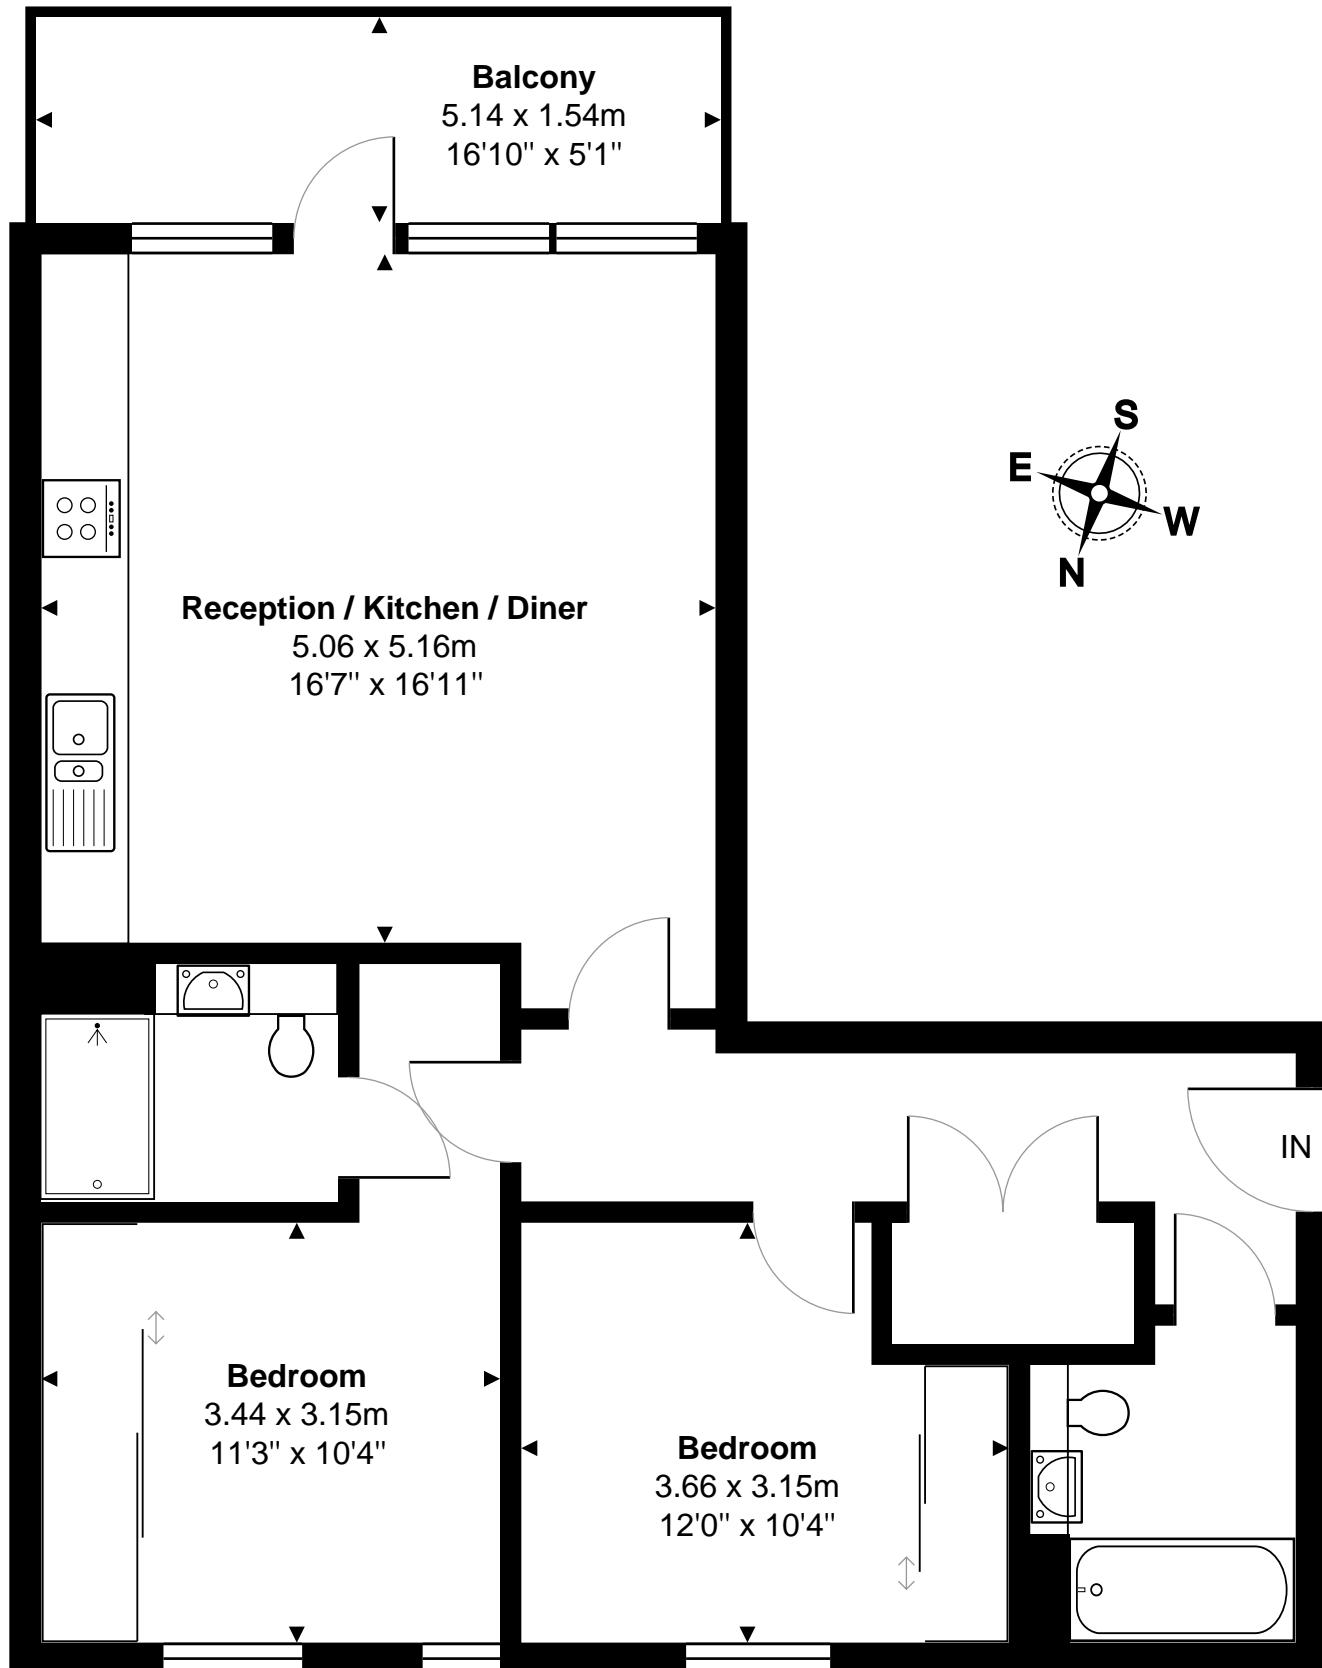 Balcony
5.14 x 1.54m
16'10" x 5'1"
S
E
W
N
Reception / Kitchen / Diner
5.06 x 5.16m
16'7" x 16'11"
IN
Bedroom
3.44 x 3.15m
11'3" x 10'4"
Bedroom
3.66 x 3.15m
12'0" x 10'4"